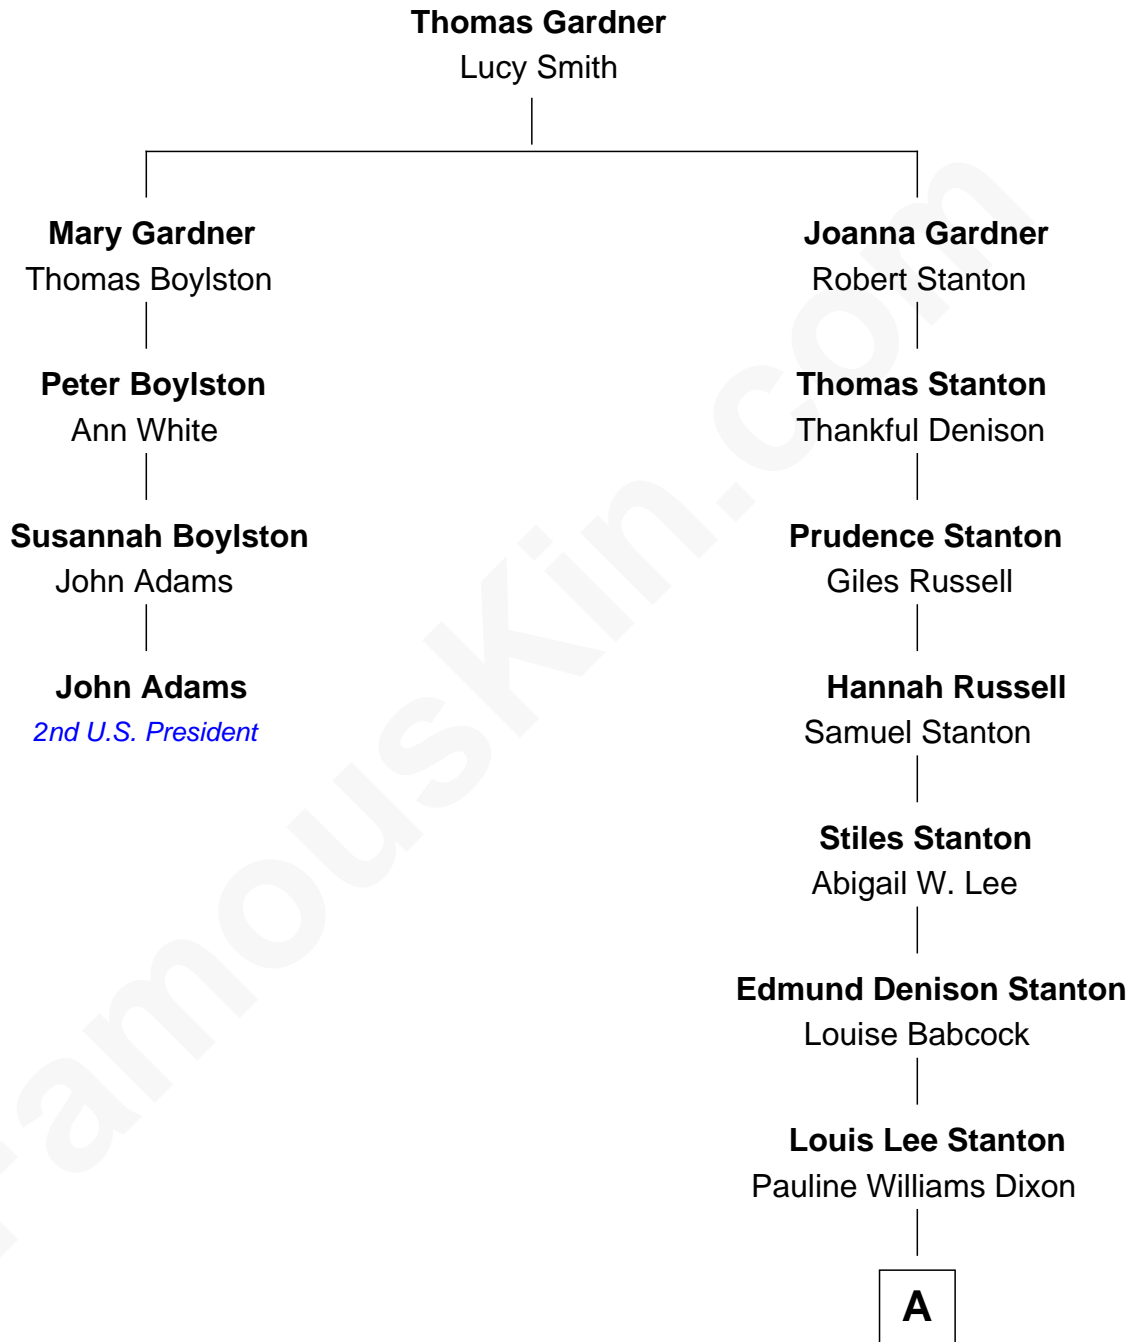 Thomas Gardner
Lucy Smith
Mary Gardner
Thomas Boylston
Peter Boylston
Ann White
Susannah Boylston
John Adams
John Adams
2nd U.S. President
Joanna Gardner
Robert Stanton
Thomas Stanton
Thankful Denison
Prudence Stanton
Giles Russell
Hannah Russell
Samuel Stanton
Stiles Stanton
Abigail W. Lee
Edmund Denison Stanton
Louise Babcock
Louis Lee Stanton
Pauline Williams Dixon
A
FamousKin.com